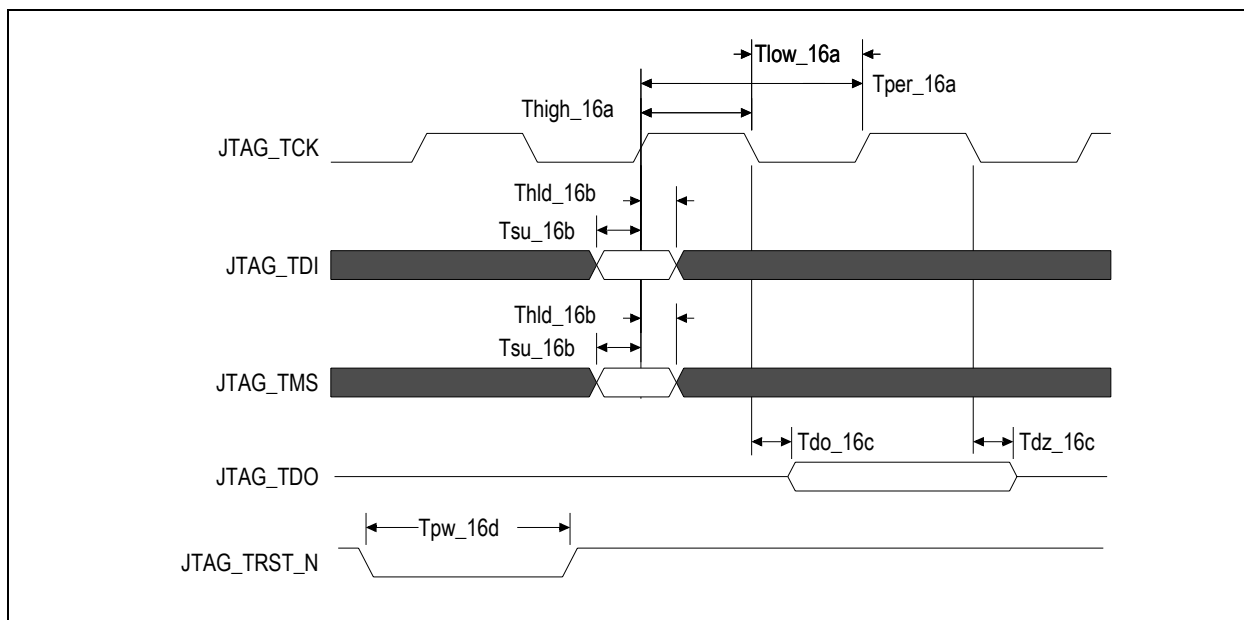 Tlow_16a
Tper_16a
Thigh_16a
JTAG_TCK
Thld_16b
Tsu_16b
JTAG_TDI
Thld_16b
Tsu_16b
JTAG_TMS
Tdo_16c
Tdz_16c
JTAG_TDO
Tpw_16d
JTAG_TRST_N